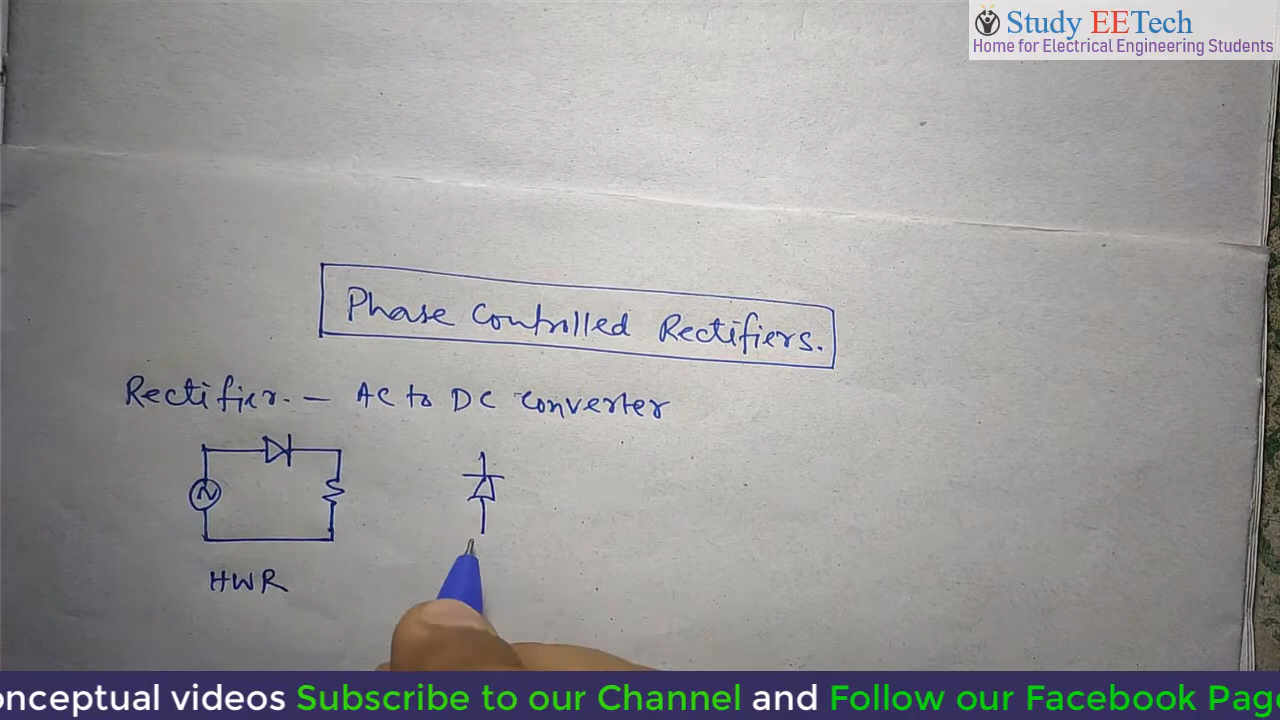 Study EETech
Home for Electrical Engineering Students
Phase Controlled Rectifiers.
Rectifier. - AC to DC Converter
HWR
onceptual videos Subscribe to our Channel and Follow our Facebook Page